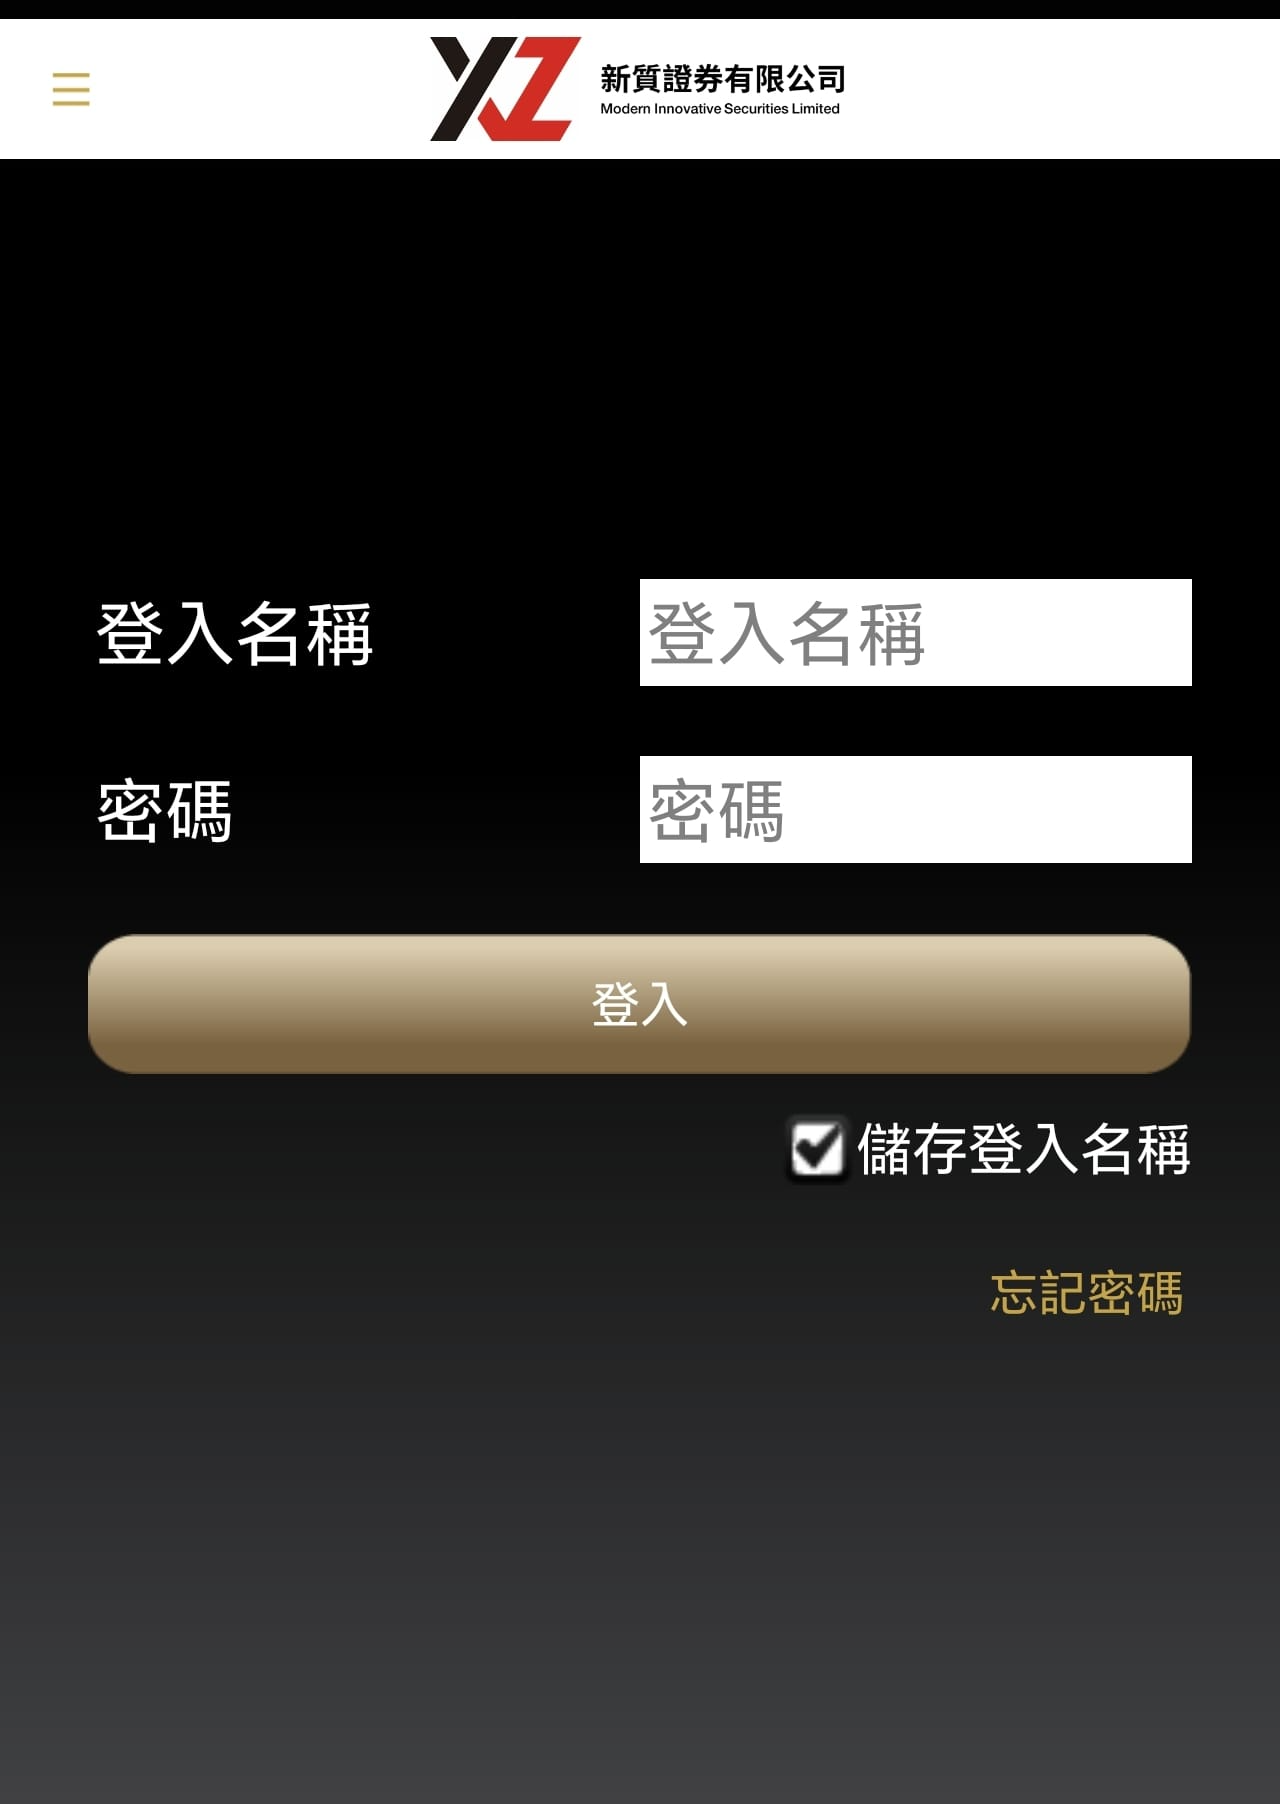 新質證券有限公司
Modern Innovative Securities Limited
登入名稱 登入名稱
密碼 密碼
登入
儲存登入名稱
忘記密碼